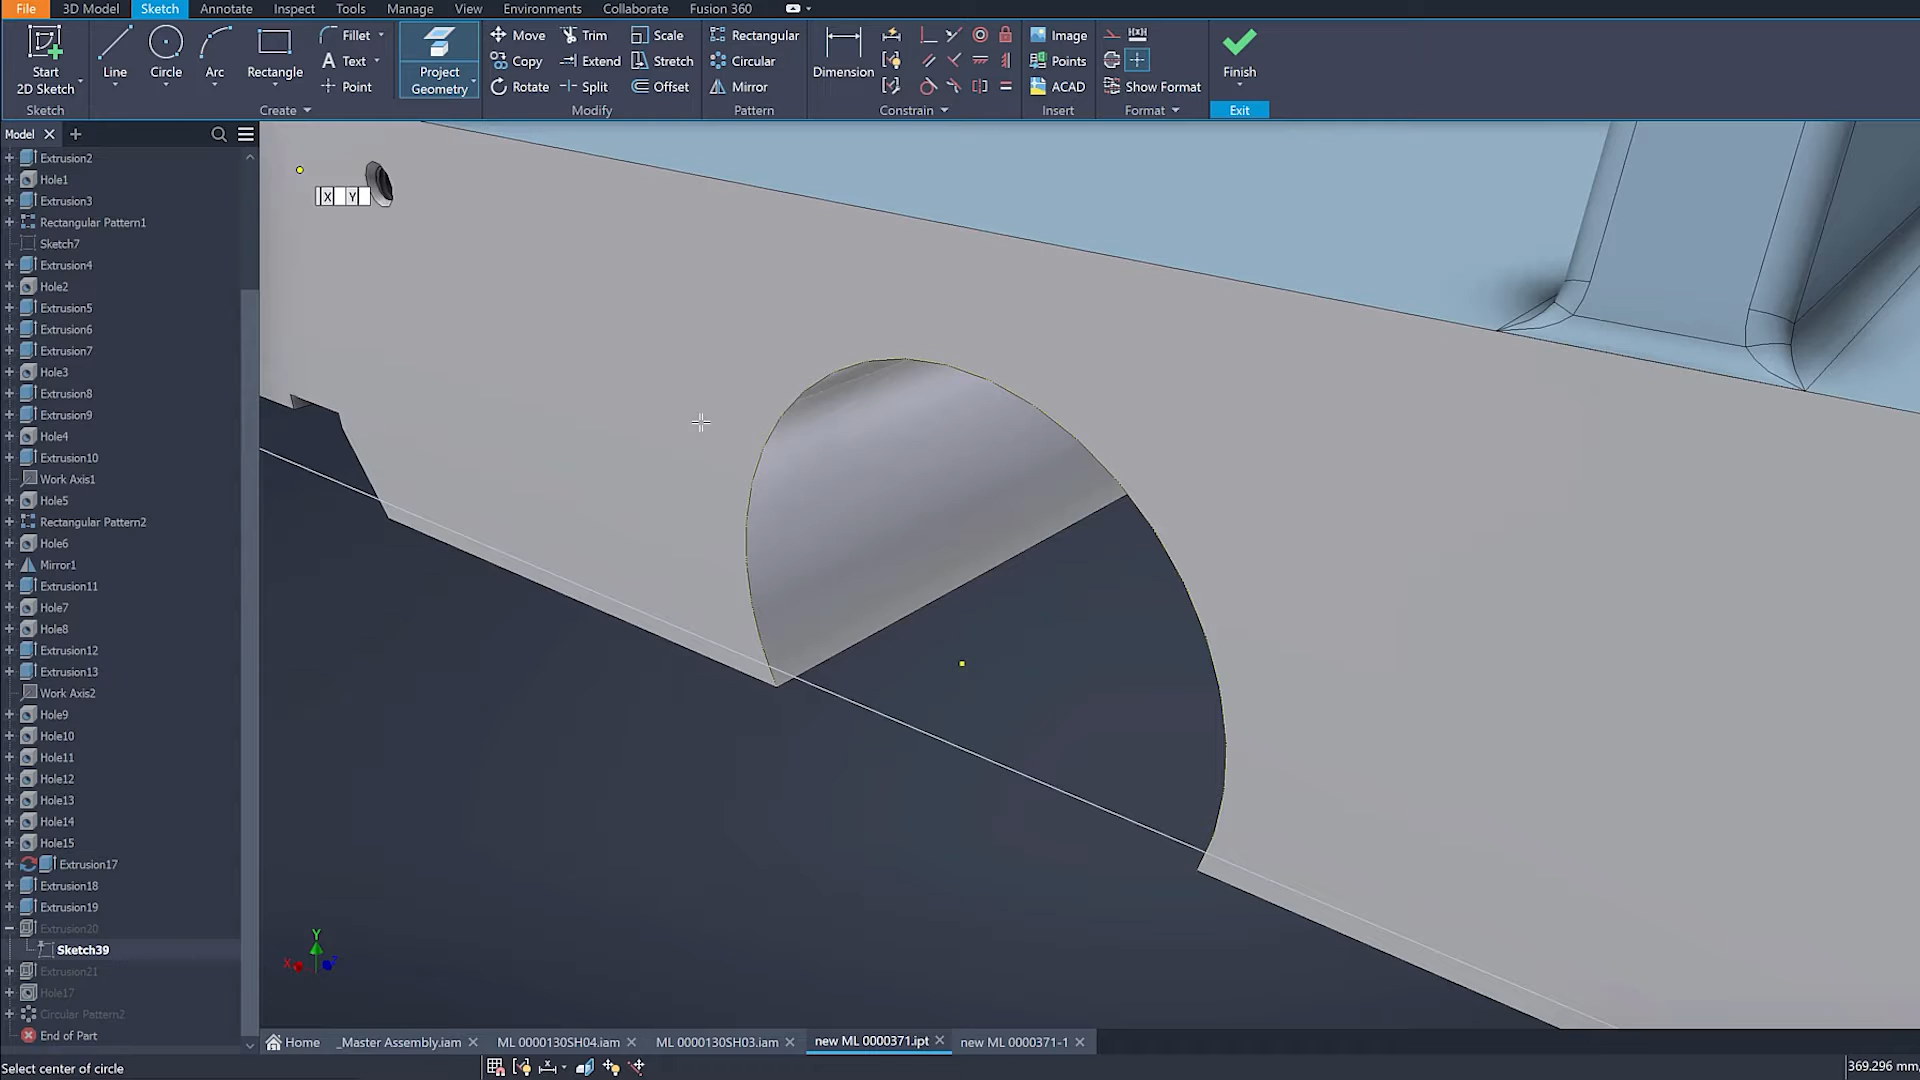 File 3D Model Sketch Annotate Inspect Tools Manage View Environments Collaborate Fusion 360
Start
2D Sketch
Line
Circle
Arc
Rectangle
Fillet
Text
Point
Project
Geometry
Move
Copy
Rotate
Trim
Extend
Split
Scale
Stretch
Offset
Rectangular
Circular
Mirror
Dimension
Image
Points
ACAD
Show Format
Finish
Sketch
Create
Modify
Pattern
Constrain
Insert
Format
Exit
Model
Extrusion2
Hole1
Extrusion3
Rectangular Pattern1
Sketch7
Extrusion4
Hole2
Extrusion5
Extrusion6
Extrusion7
Hole3
Extrusion8
Extrusion9
Hole4
Extrusion10
Work Axis1
Hole5
Rectangular Pattern2
Hole6
Mirror1
Extrusion11
Hole7
Hole8
Extrusion12
Extrusion13
Work Axis2
Hole9
Hole10
Hole11
Hole12
Hole13
Hole14
Hole15
Extrusion17
Extrusion18
Extrusion19
Extrusion20
Sketch39
Extrusion21
Hole17
Circular Pattern2
End of Part
X Y
Y
X
Home _Master Assembly.iam ML 0000130SH04.iam ML 0000130SH03.iam new ML 0000371.ipt new ML 0000371-1
Select center of circle
369.296 mm,